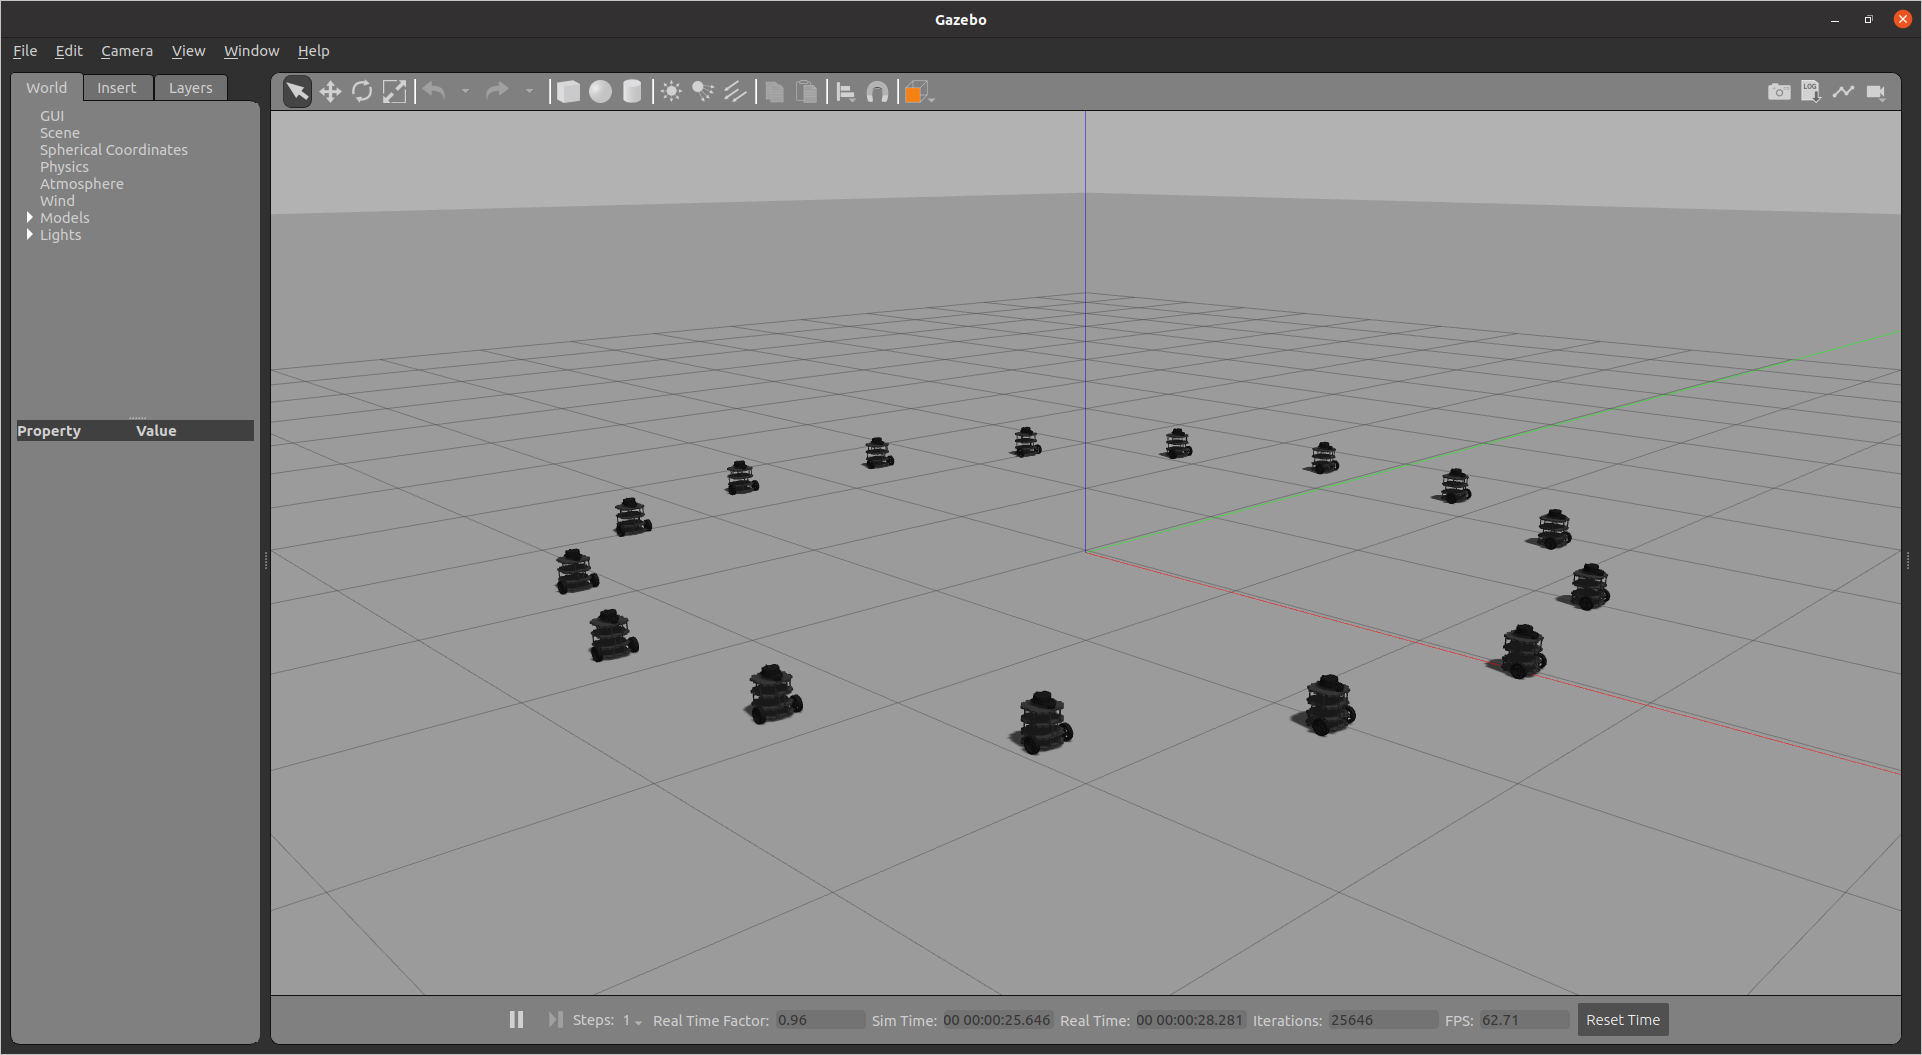 Gazebo
File Edit Camera View Window Help
World Insert Layers
LOG
GUI
Scene
Spherical Coordinates
Physics
Atmosphere
Wind
Models
Lights
Property Value
Steps: 1 Real Time Factor: 0.96 Sim Time: 00 00:00:25.646 Real Time: 00 00:00:28.281 Iterations: 25646 FPS: 62.71 Reset Time